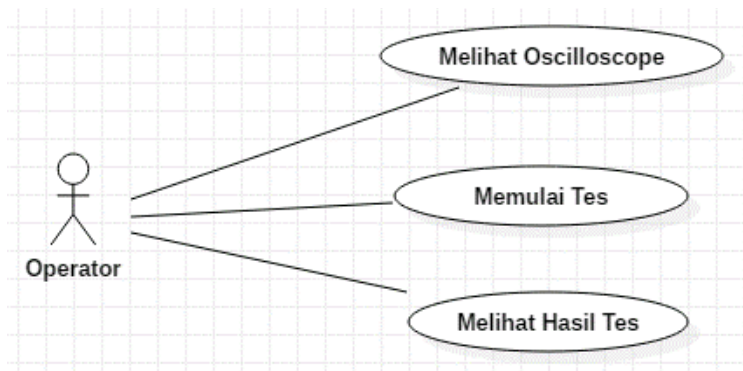 Melihat Oscilloscope
Memulai Tes
Operator
Melihat Hasil Tes